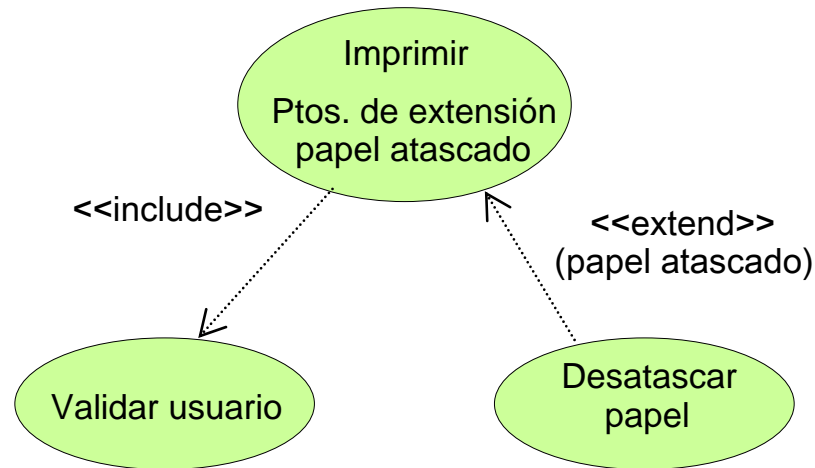 Imprimir
Ptos. de extensión
papel atascado
<<include>>
<<extend>>
(papel atascado)
Validar usuario
Desatascar
papel